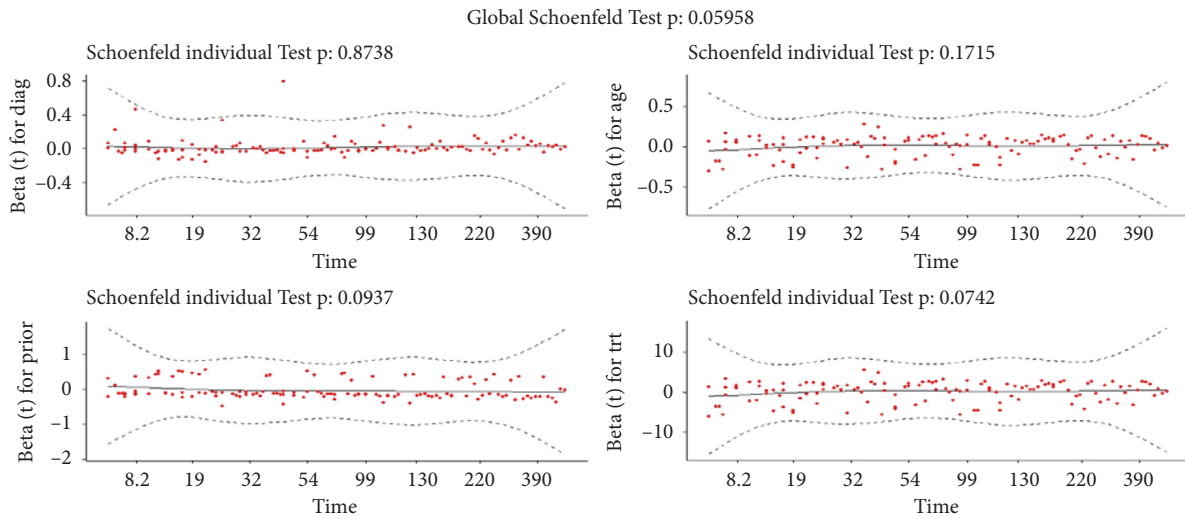 Global Schoenfeld Test p: 0.05958
Schoenfeld individual Test p: 0.8738
Beta (t) for diag
0.8
0.4
0.0
−0.4
8.2 19 32 54 99 130 220 390
Time
Schoenfeld individual Test p: 0.1715
Beta (t) for age
0.5
0.0
−0.5
8.2 19 32 54 99 130 220 390
Time
Schoenfeld individual Test p: 0.0937
Beta (t) for prior
1
0
−1
−2
8.2 19 32 54 99 130 220 390
Time
Schoenfeld individual Test p: 0.0742
Beta (t) for trt
10
0
−10
8.2 19 32 54 99 130 220 390
Time